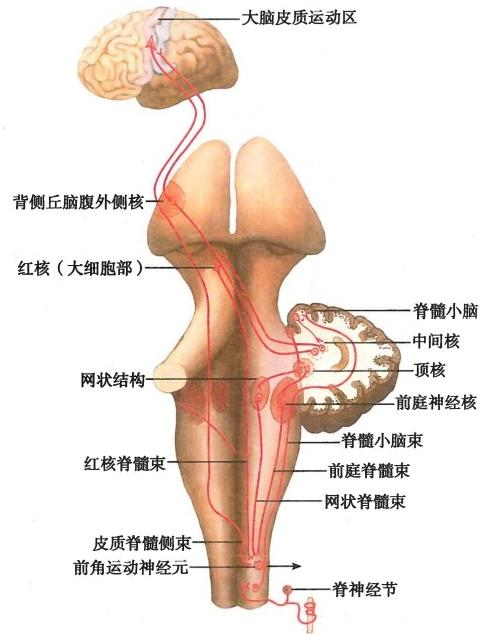 大脑皮质运动区
背侧丘脑腹外侧核
红核（大细胞部）
脊髓小脑
中间核
顶核
网状结构
前庭神经核
脊髓小脑束
红核脊髓束
前庭脊髓束
网状脊髓束
皮质脊髓侧束
前角运动神经元
脊神经节